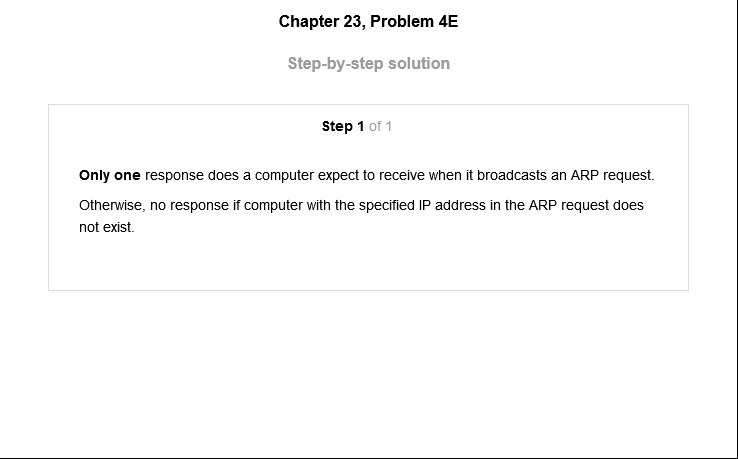 Chapter 23, Problem 4E
Step-by-step solution
Step 1 of 1
Only one response does a computer expect to receive when it broadcasts an ARP request.
Otherwise, no response if computer with the specified IP address in the ARP request does
not exist.